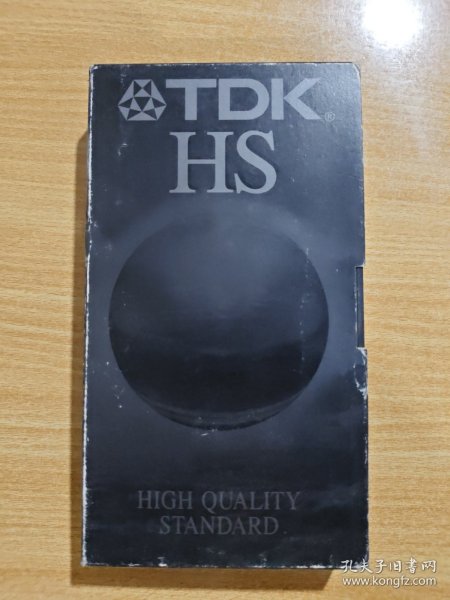 TDK®
HS
HIGH QUALITY
STANDARD
孔夫子旧书网
www.kongfz.com